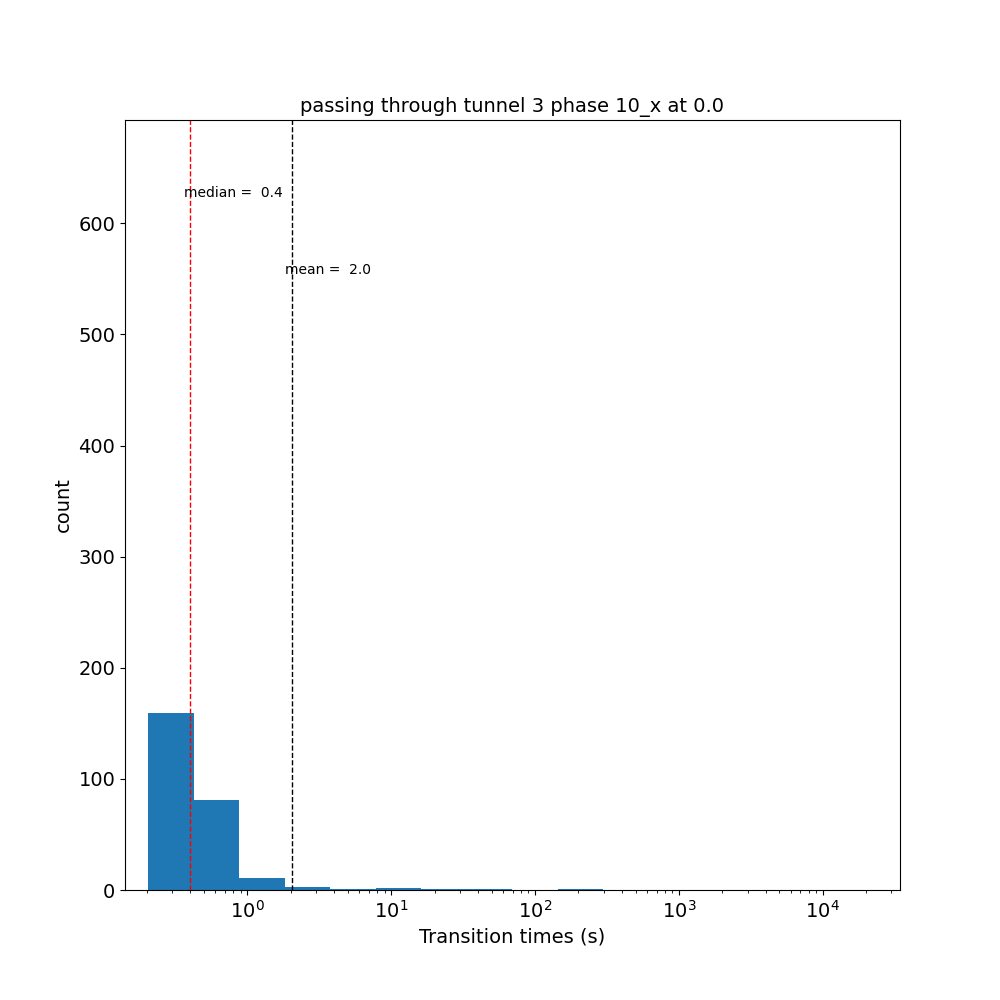 passing through tunnel 3 phase 10_x at 0.0
median =  0.4
mean =  2.0
600
500
400
300
200
100
0
count
10^0 10^1 10^2 10^3 10^4
Transition times (s)